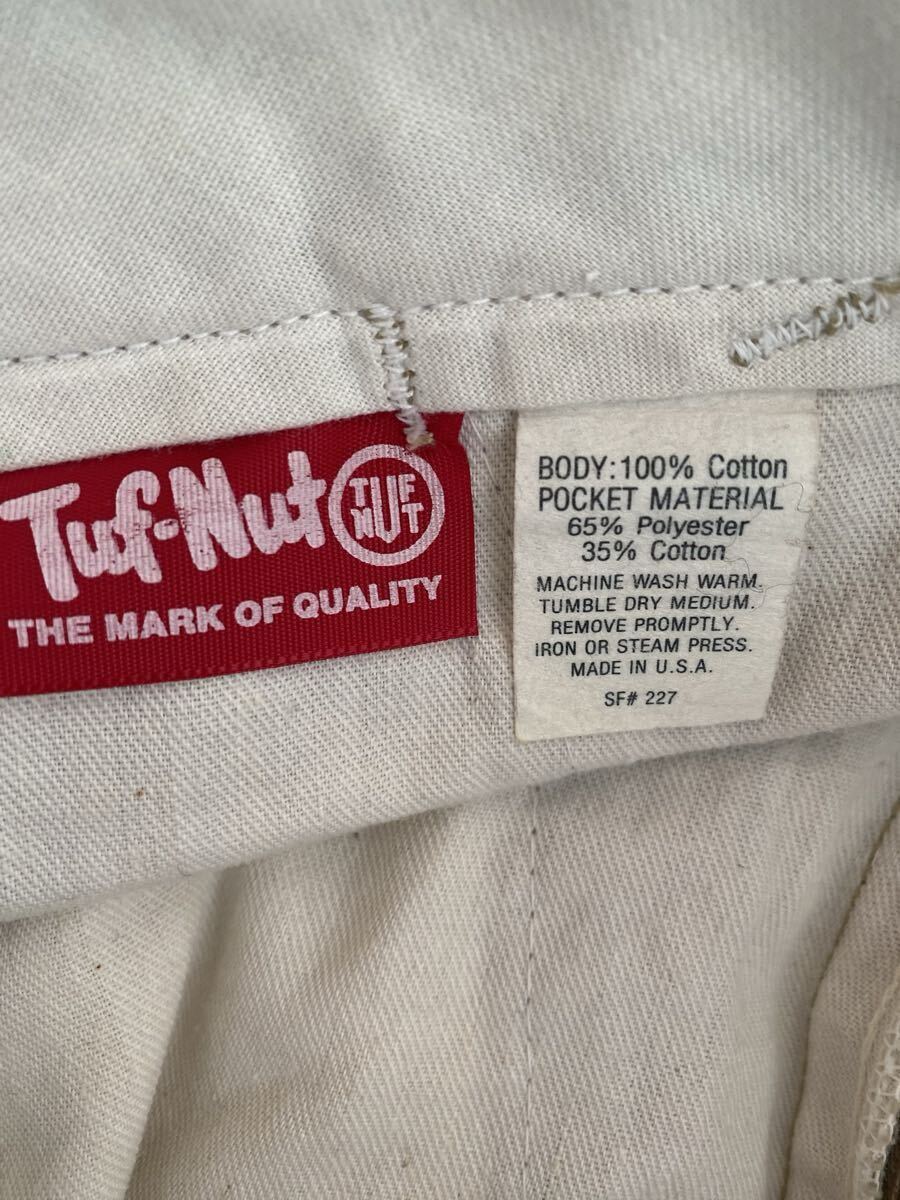 Tuf-Nut
TUF
NUT
THE MARK OF QUALITY
BODY:100% Cotton
POCKET MATERIAL
65% Polyester
35% Cotton
MACHINE WASH WARM.
TUMBLE DRY MEDIUM.
REMOVE PROMPTLY.
IRON OR STEAM PRESS.
MADE IN U.S.A.
SF# 227